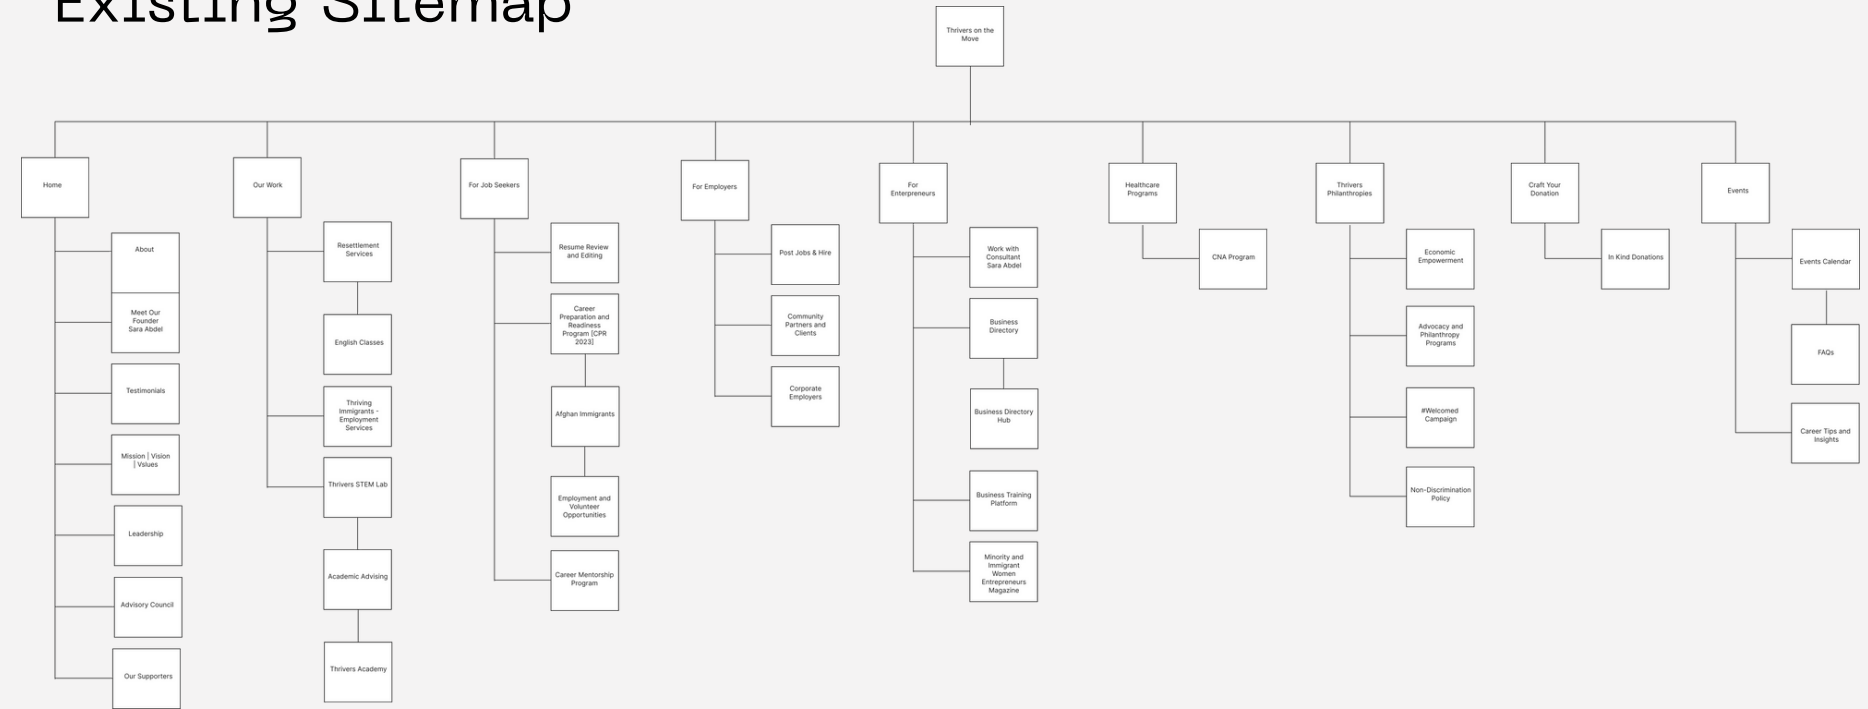 Existing Sitemap
Thrivers on the
Move
Home
About
Meet Our
Founder
Sara Abdel
Testimonials
Mission | Vision
| Vslues
Leadership
Advisory Council
Our Supporters
Our Work
Resettlement
Services
English Classes
Thriving
Immigrants -
Employment
Services
Thrivers STEM Lab
Academic Advising
Thrivers Academy
For Job Seekers
Resume Review
and Editing
Career
Preparation and
Readiness
Program [CPR
2023]
Afghan Immigrants
Employment and
Volunteer
Opportunities
Career Mentorship
Program
For Employers
Post Jobs & Hire
Community
Partners and
Clients
Corporate
Employers
For
Enterpreneurs
Work with
Consultant
Sara Abdel
Business
Directory
Business Directory
Hub
Business Training
Platform
Minority and
Immigrant
Women
Entrepreneurs
Magazine
Healthcare
Programs
CNA Program
Thrivers
Philanthropies
Economic
Empowerment
Advocacy and
Philanthropy
Programs
#Welcomed
Campaign
Non-Discrimination
Policy
Craft Your
Donation
In Kind Donations
Events
Events Calendar
FAQs
Career Tips and
Insights